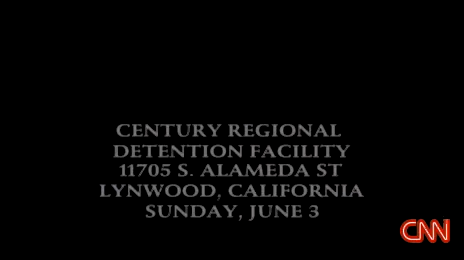 CENTURY REGIONAL
DETENTION FACILITY
11705 S. ALAMEDA ST
LYNWOOD, CALIFORNIA
SUNDAY, JUNE 3
CNN